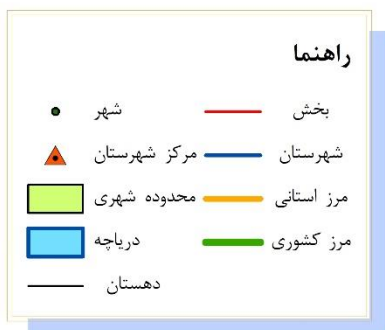 راهنما
بخش شهر
شهرستان مرکز شهرستان
مرز استانی محدوده شهری
مرز کشوری دریاچه
دهستان